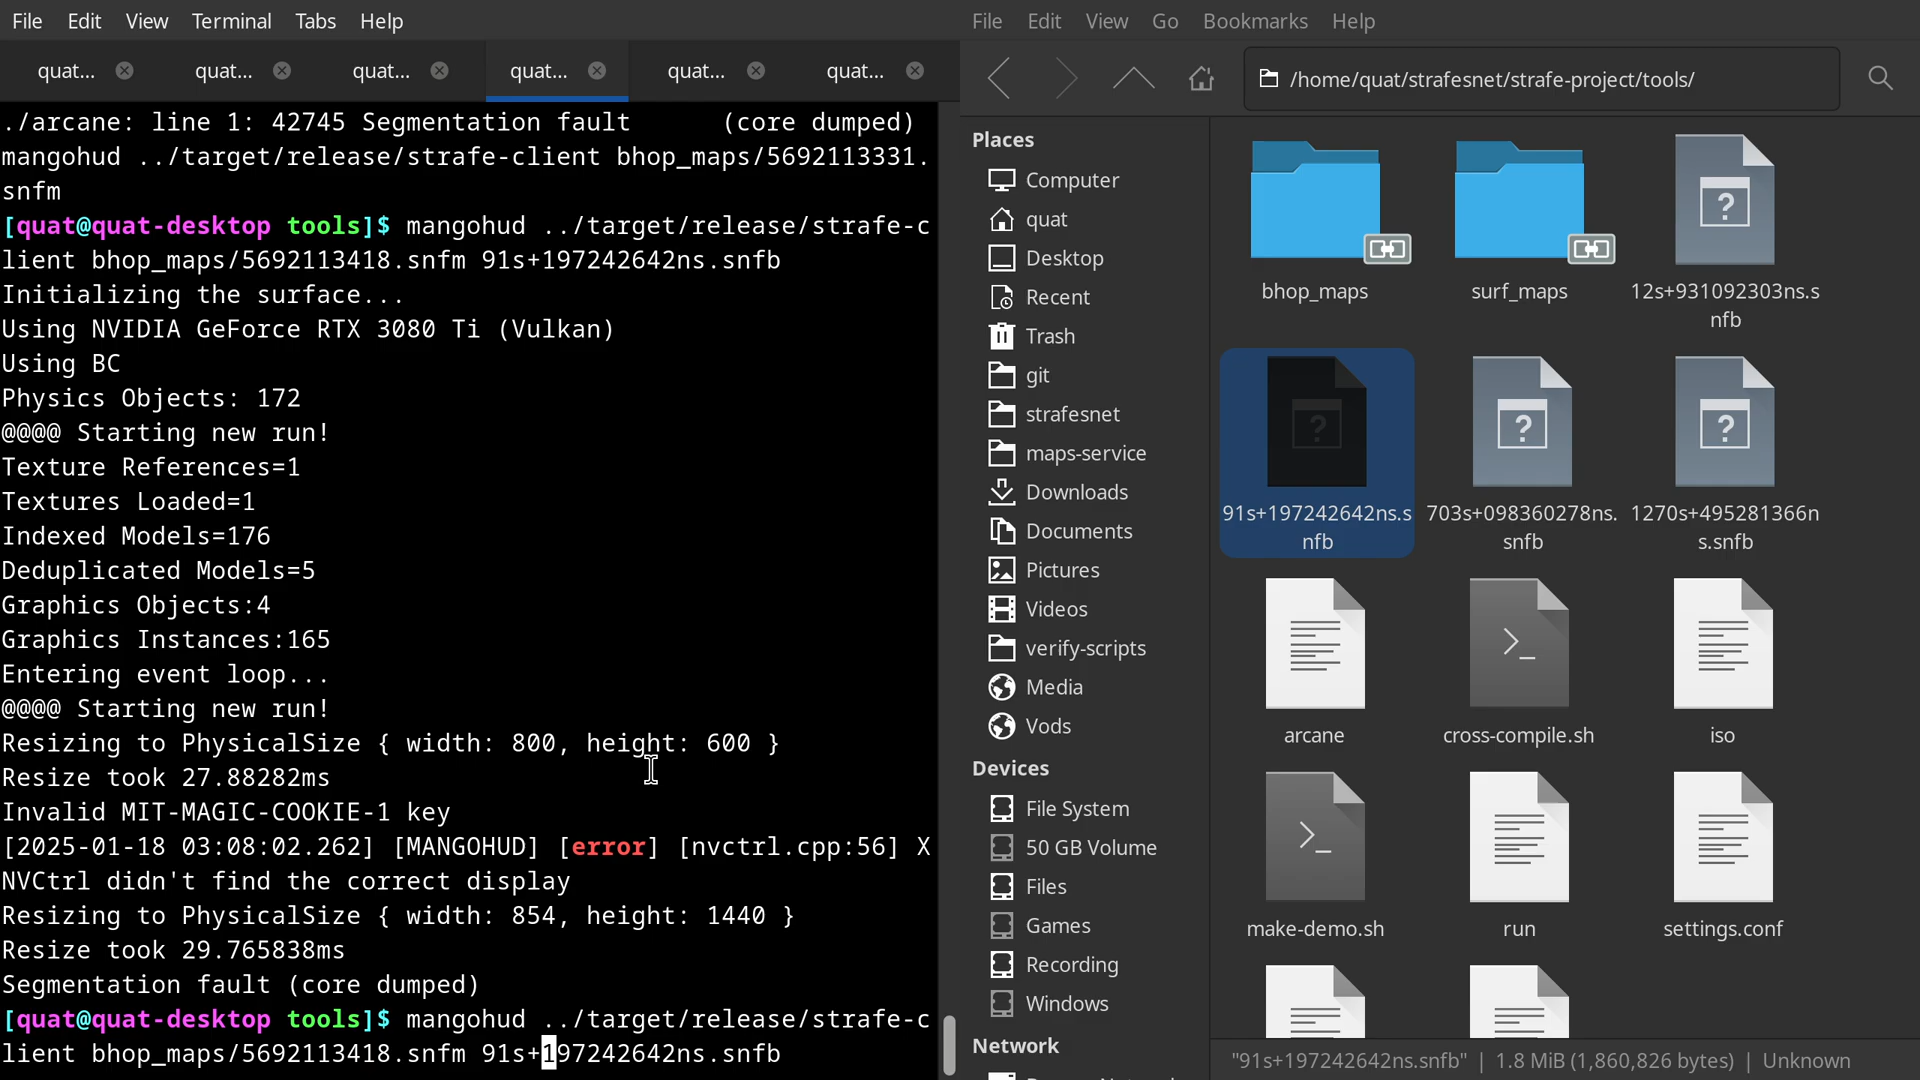 File Edit View Terminal Tabs Help
quat... quat... quat... quat... quat... quat...
./arcane: line 1: 42745 Segmentation fault      (core dumped)
mangohud ../target/release/strafe-client bhop_maps/5692113331.
snfm
[quat@quat-desktop tools]$ mangohud ../target/release/strafe-c
lient bhop_maps/5692113418.snfm 91s+197242642ns.snfb
Initializing the surface...
Using NVIDIA GeForce RTX 3080 Ti (Vulkan)
Using BC
Physics Objects: 172
@@@@ Starting new run!
Texture References=1
Textures Loaded=1
Indexed Models=176
Deduplicated Models=5
Graphics Objects:4
Graphics Instances:165
Entering event loop...
@@@@ Starting new run!
Resizing to PhysicalSize { width: 800, height: 600 }
Resize took 27.88282ms
Invalid MIT-MAGIC-COOKIE-1 key
[2025-01-18 03:08:02.262] [MANGOHUD] [error] [nvctrl.cpp:56] X
NVCtrl didn't find the correct display
Resizing to PhysicalSize { width: 854, height: 1440 }
Resize took 29.765838ms
Segmentation fault (core dumped)
[quat@quat-desktop tools]$ mangohud ../target/release/strafe-c
lient bhop_maps/5692113418.snfm 91s+197242642ns.snfb
File Edit View Go Bookmarks Help
/home/quat/strafesnet/strafe-project/tools/
Places
Computer
quat
Desktop
Recent
Trash
git
strafesnet
maps-service
Downloads
Documents
Pictures
Videos
verify-scripts
Media
Vods
Devices
File System
50 GB Volume
Files
Games
Recording
Windows
Network
bhop_maps
surf_maps
12s+931092303ns.s
nfb
91s+197242642ns.s
nfb
703s+098360278ns.
snfb
1270s+495281366n
s.snfb
arcane
cross-compile.sh
iso
make-demo.sh
run
settings.conf
"91s+197242642ns.snfb" | 1.8 MiB (1,860,826 bytes) | Unknown